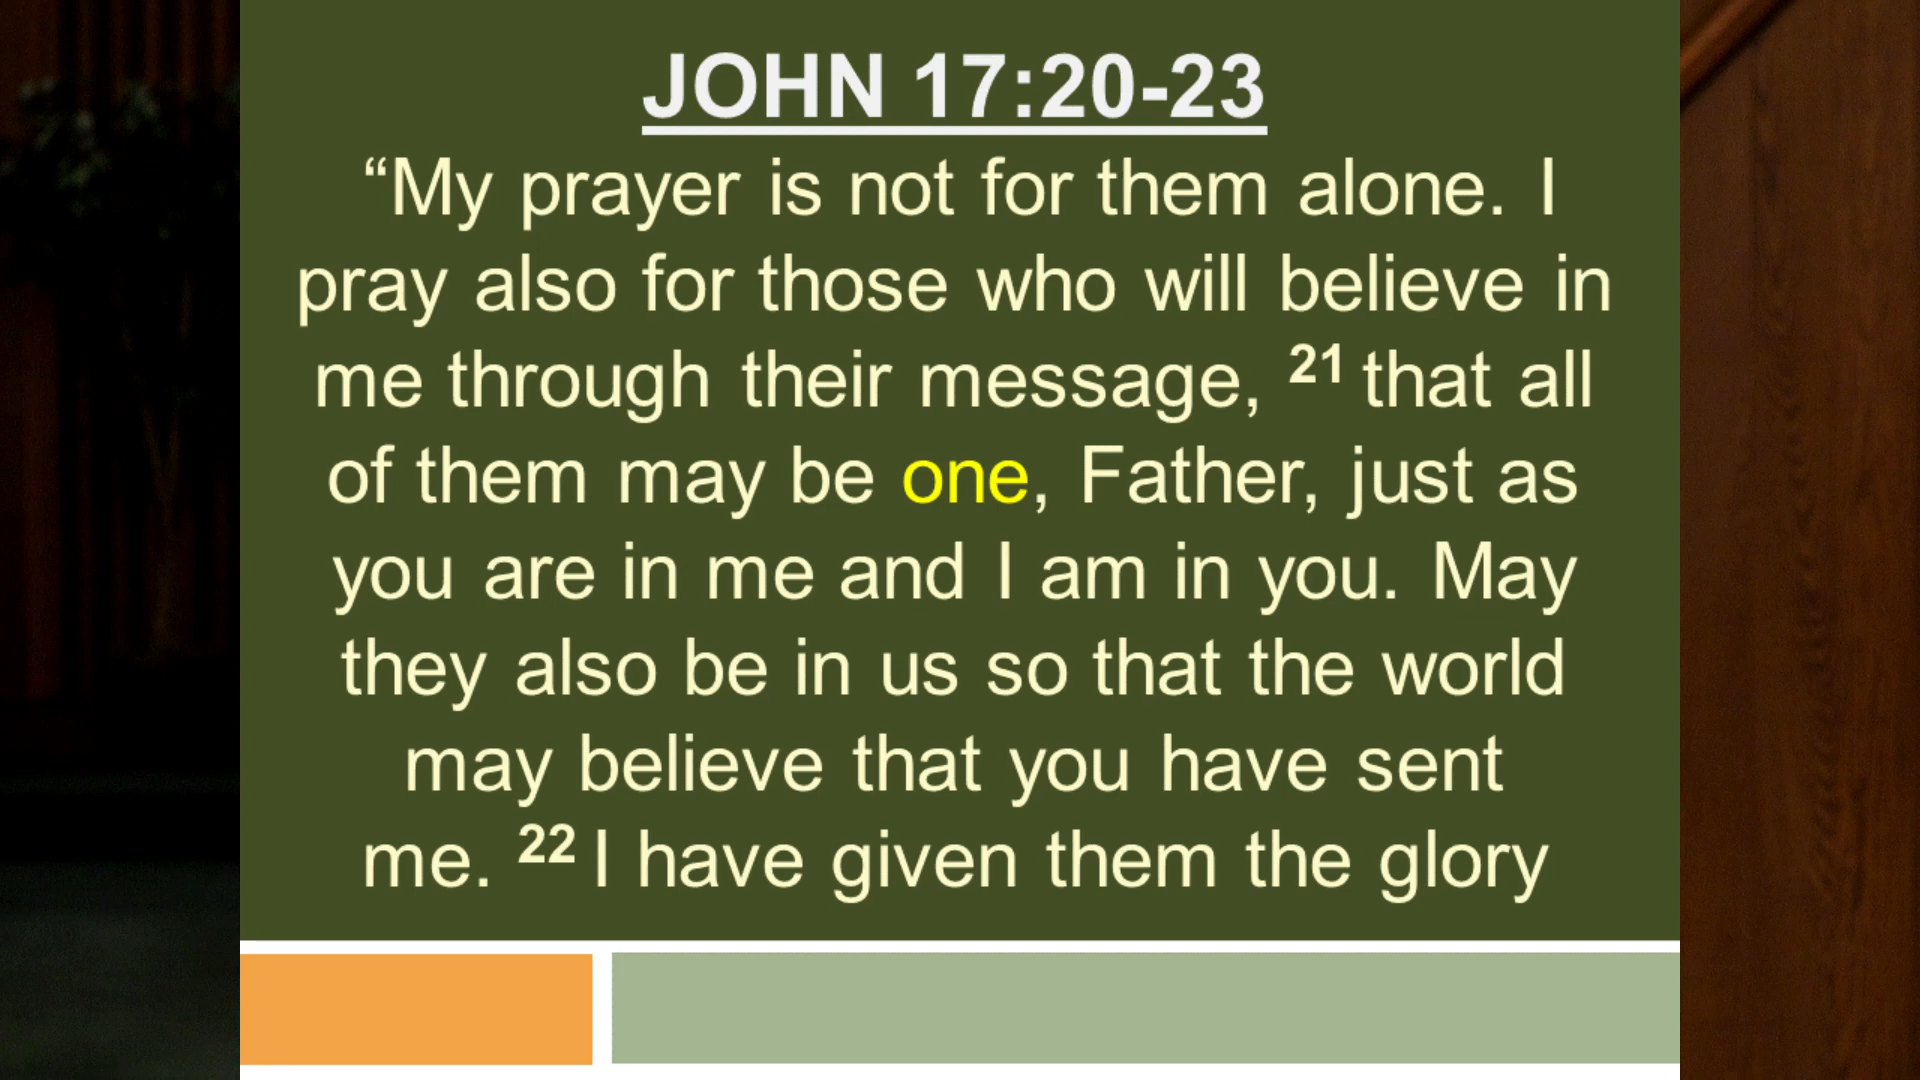 JOHN 17:20-23
“My prayer is not for them alone. I
pray also for those who will believe in
me through their message, 21 that all
of them may be one, Father, just as
you are in me and I am in you. May
they also be in us so that the world
may believe that you have sent
me. 22 I have given them the glory